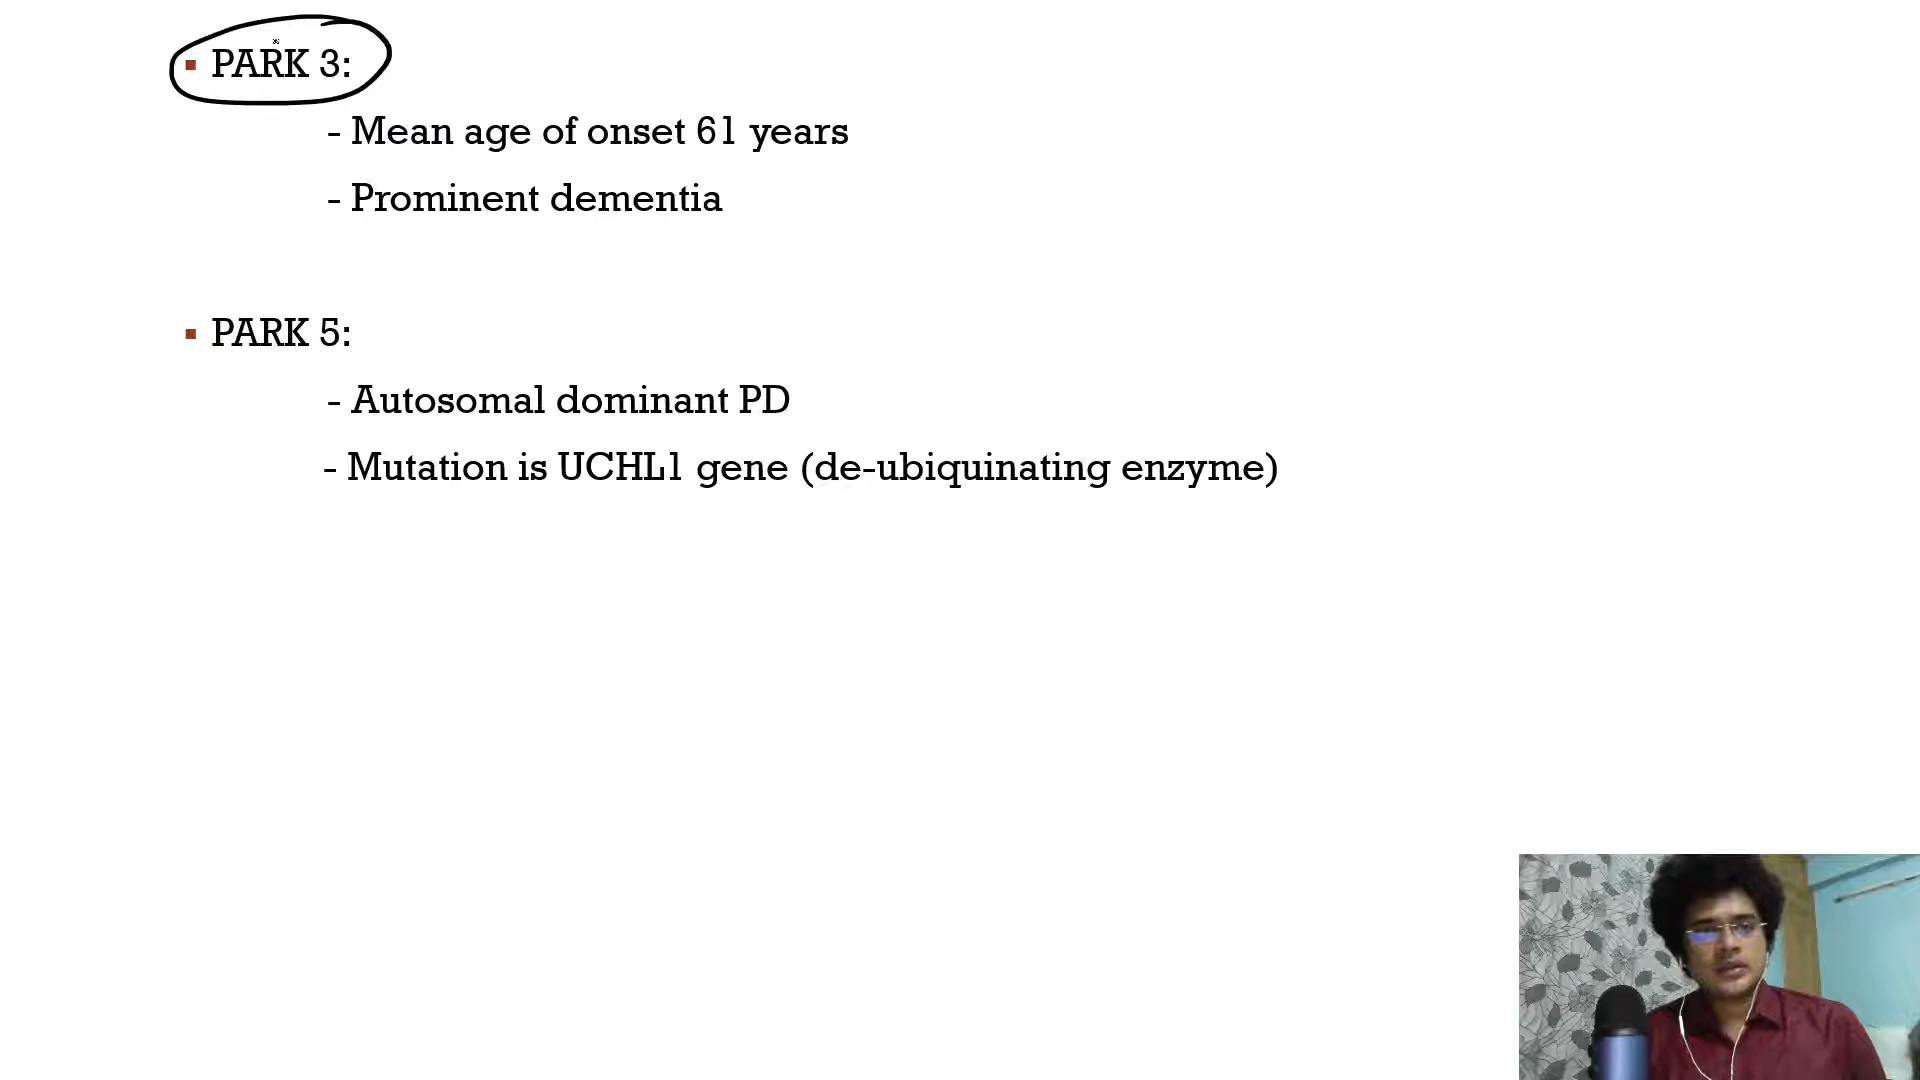 ▪ PARK 3:
- Mean age of onset 61 years
- Prominent dementia
▪ PARK 5:
- Autosomal dominant PD
- Mutation is UCHL1 gene (de-ubiquinating enzyme)